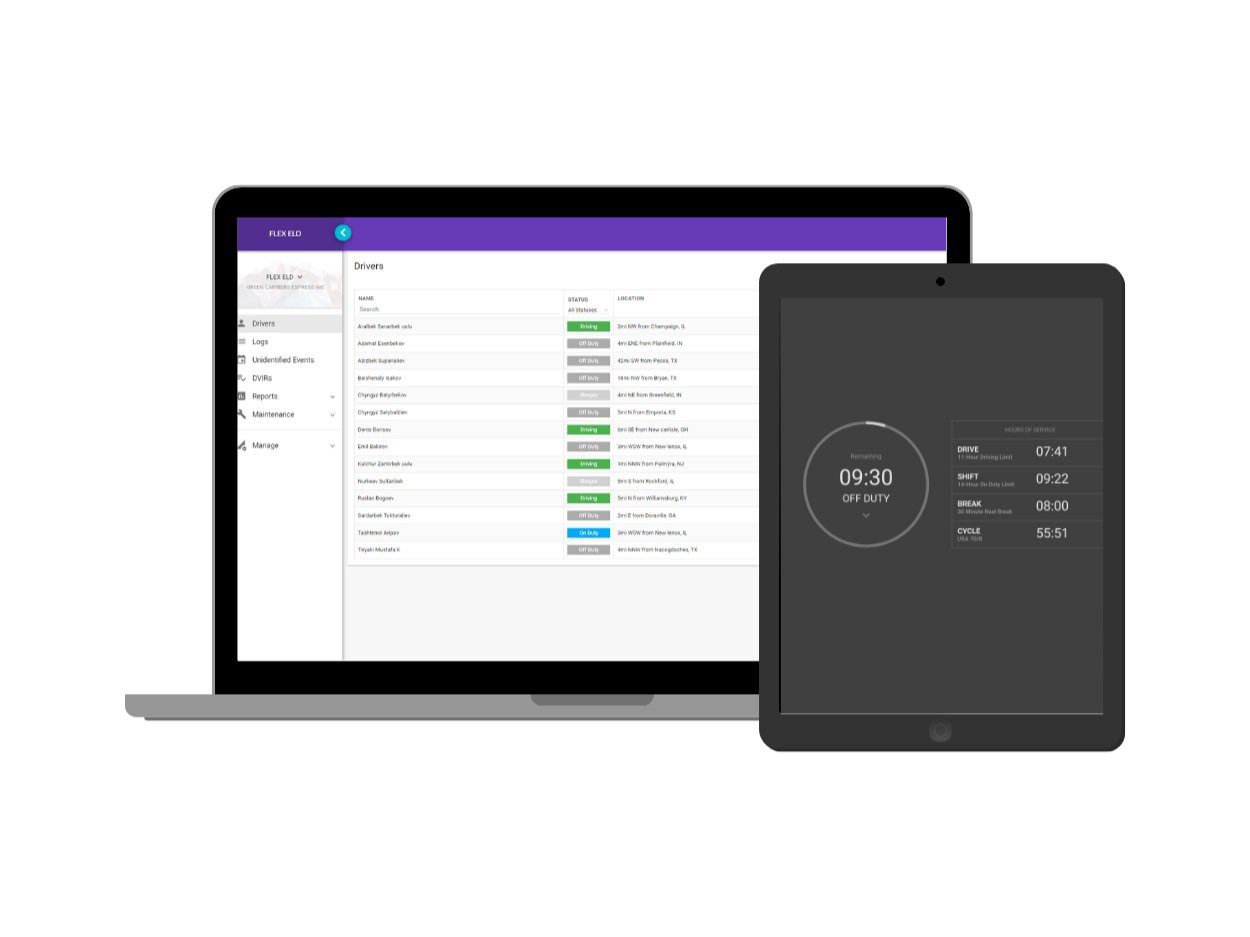 FLEX ELD
FLEX ELD
GREEN CARRIERS EXPRESS INC
Drivers
Logs
Unidentified Events
DVIRs
Reports
Maintenance
Manage
Drivers
NAME STATUS LOCATION
Search All Statuses
Aralbek Sanarbek uulu Driving 2mi NW from Champaign, IL
Azamat Esenbekov Off Duty 4mi ENE from Plainfield, IN
Azizbek Supanaliev Off Duty 42mi SW from Pecos, TX
Beishenaly Isakov Off Duty 18mi NW from Bryan, TX
Chyngyz Batyrbekov Sleeper 4mi NE from Greenfield, IN
Chyngyz Satybaldiev Off Duty 5mi N from Emporia, KS
Denis Borisov Driving 6mi SE from New carlisle, OH
Emil Bakirov Off Duty 3mi WSW from New lenox, IL
Kulchur Zamirbek uulu Driving 1mi NNW from Palmyra, NJ
Nurkeev Sultanbek Sleeper 9mi S from Rockford, IL
Ruslan Bogoev Driving 5mi N from Williamsburg, KY
Sardarbek Toktoraliev Off Duty 2mi E from Doraville, GA
Tashtemir Aripov On Duty 3mi WSW from New lenox, IL
Tiryaki Mustafa K Off Duty 4mi NNW from Nacogdoches, TX
Remaining
09:30
OFF DUTY
HOURS OF SERVICE
DRIVE 07:41
11-Hour Driving Limit
SHIFT 09:22
14-Hour On Duty Limit
BREAK 08:00
30 Minute Rest Break
CYCLE 55:51
USA 70/8